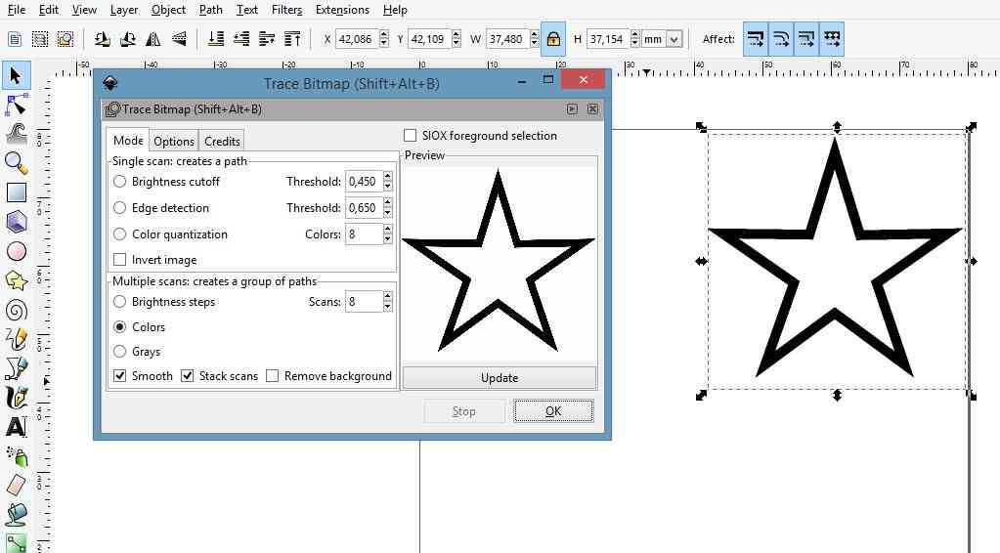 File Edit View Layer Object Path Text Filters Extensions Help
X 42,086 Y 42,109 W 37,480 H 37,154 mm Affect:
-50 -40 -30 -20 -10 0 10 20 30 40 50 60 70 80
Trace Bitmap (Shift+Alt+B)
Trace Bitmap (Shift+Alt+B)
Mode Options Credits
SIOX foreground selection
Preview
Single scan: creates a path
Brightness cutoff Threshold: 0,450
Edge detection Threshold: 0,650
Color quantization Colors: 8
Invert image
Multiple scans: creates a group of paths
Brightness steps Scans: 8
Colors
Grays
Smooth Stack scans Remove background
Update
Stop OK